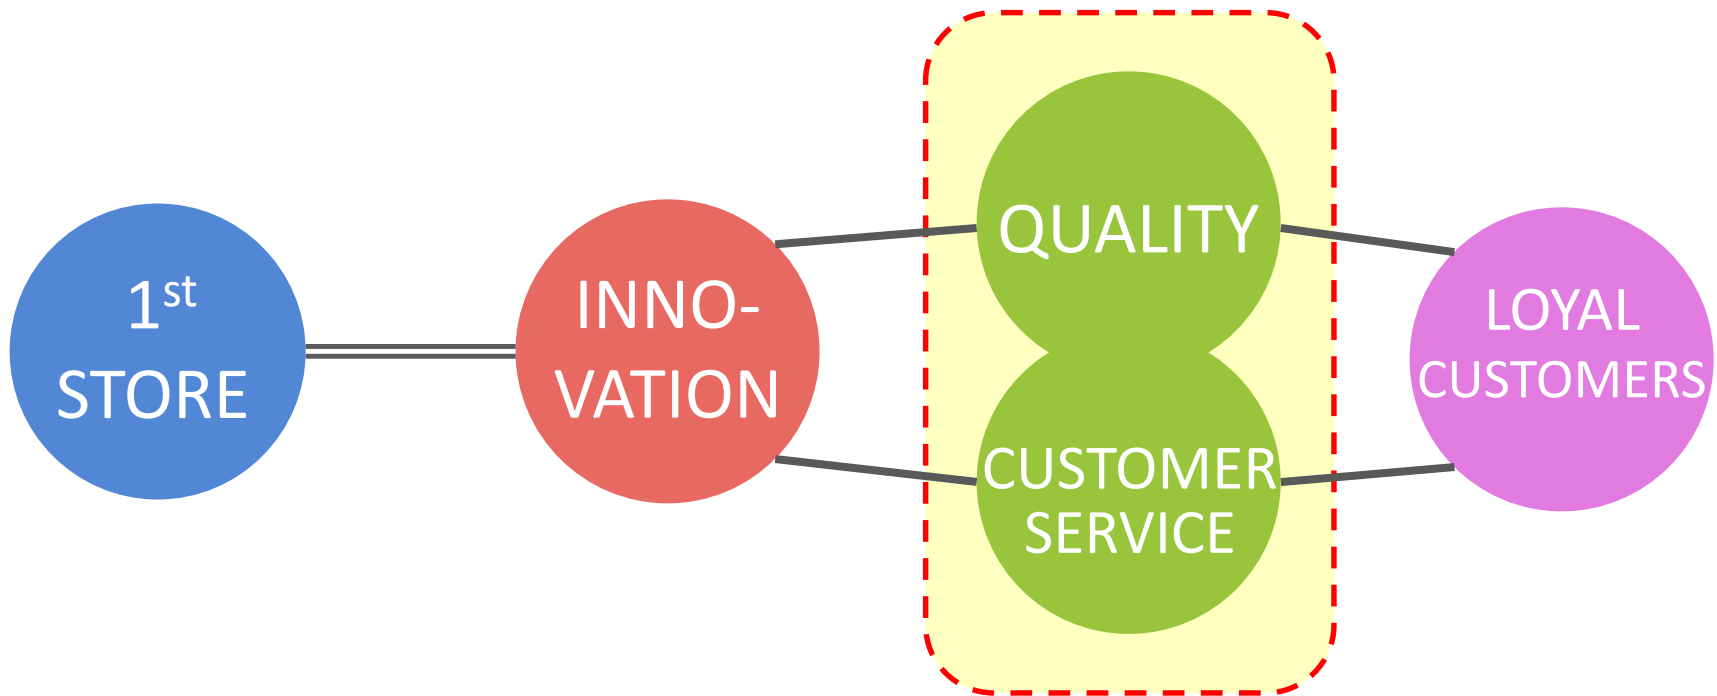 1st
STORE
INNO-
VATION
QUALITY
CUSTOMER
SERVICE
LOYAL
CUSTOMERS